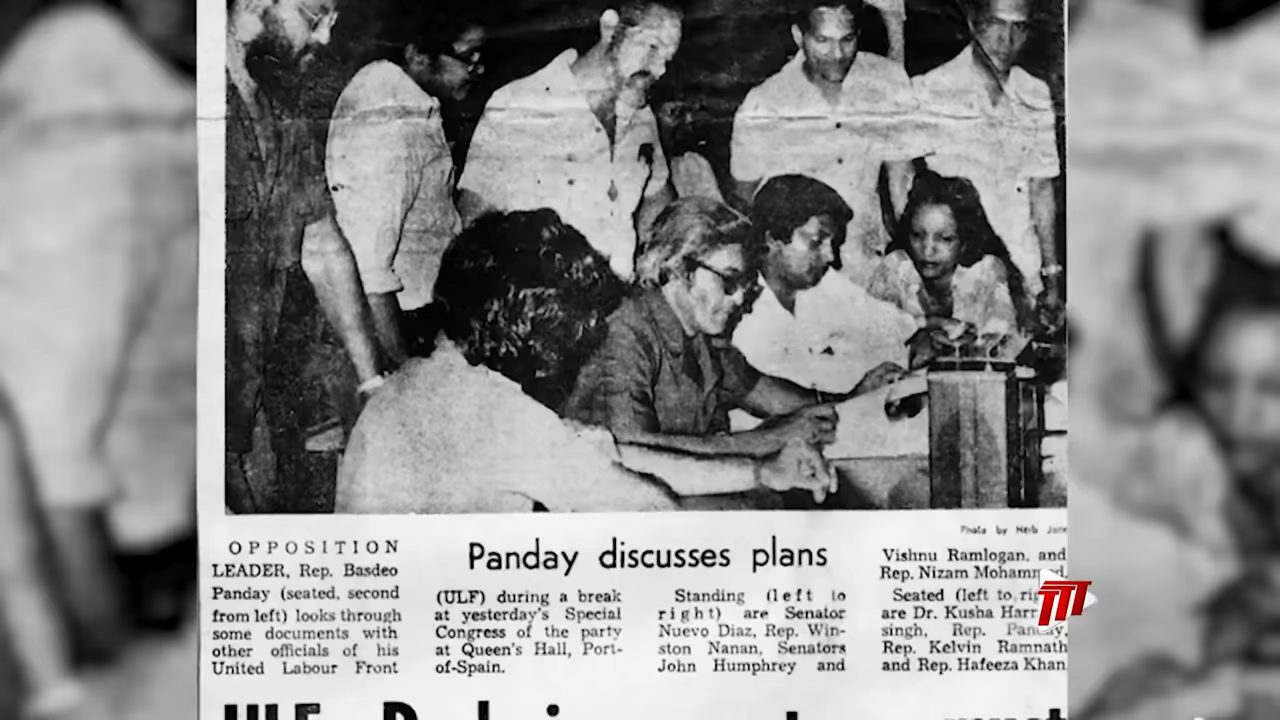 Photo by Herb
Panday discusses plans
OPPOSITION
LEADER, Rep. Basdeo
Panday (seated, second
from left) looks through
some documents with
other officials of his
United Labour Front
(ULF) during a break
at yesterday's Special
Congress of the party
at Queen's Hall, Port-
of-Spain.
Standing (left to
right) are Senator
Nuevo Diaz, Rep. Win-
ston Nanan, Senators
John Humphrey and
Vishnu Ramlogan, and
Rep. Nizam Mohammed.
Seated (left to
are Dr. Kusha
singh, Rep. Panday,
Rep. Kelvin Ramnath
and Rep. Hafeeza Khan.
ULF
TTT